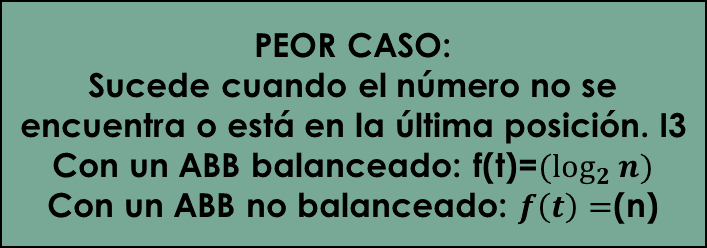 PEOR CASO:
Sucede cuando el número no se
encuentra o está en la última posición. I3
Con un ABB balanceado: f(t)=(log₂ n)
Con un ABB no balanceado: f(t) =(n)